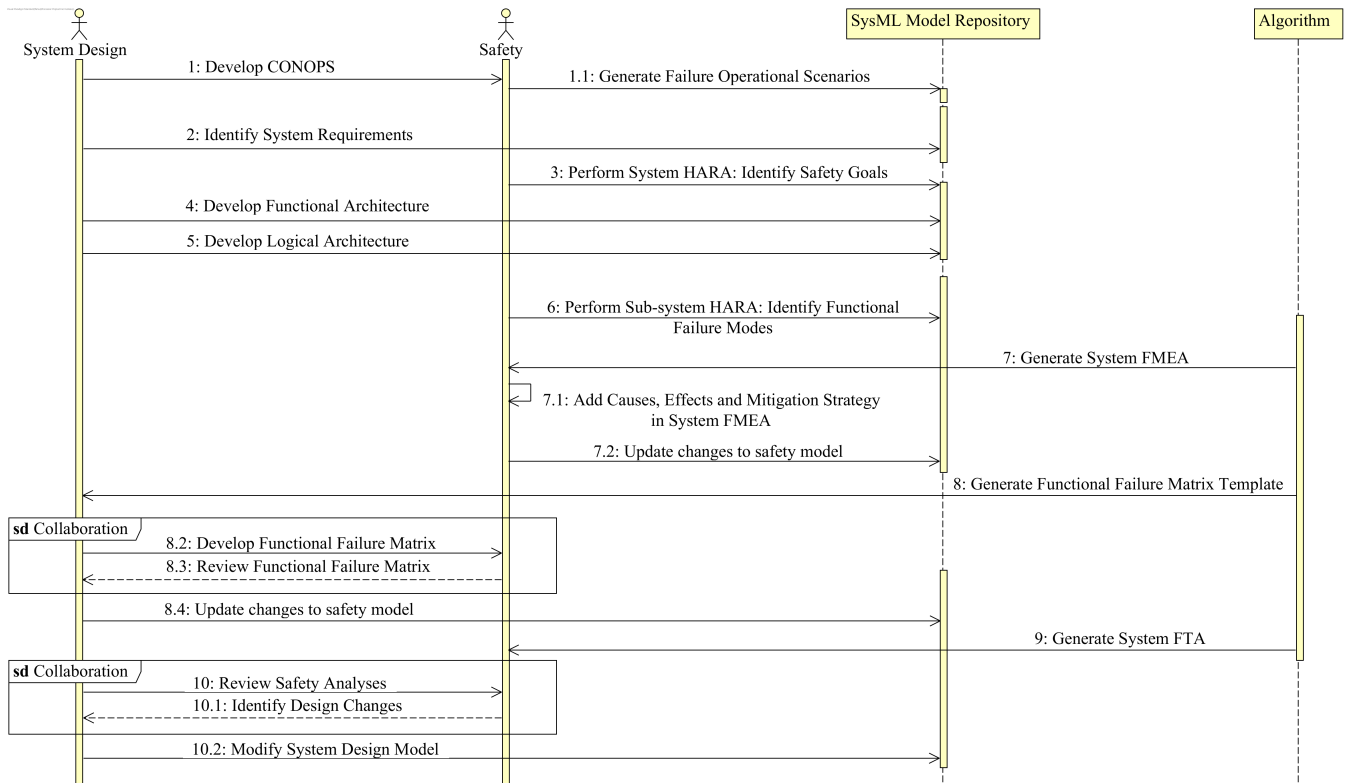 System Design
Safety
SysML Model Repository
Algorithm
1: Develop CONOPS
1.1: Generate Failure Operational Scenarios
2: Identify System Requirements
3: Perform System HARA: Identify Safety Goals
4: Develop Functional Architecture
5: Develop Logical Architecture
6: Perform Sub-system HARA: Identify Functional
Failure Modes
7: Generate System FMEA
7.1: Add Causes, Effects and Mitigation Strategy
in System FMEA
7.2: Update changes to safety model
8: Generate Functional Failure Matrix Template
sd Collaboration
8.2: Develop Functional Failure Matrix
8.3: Review Functional Failure Matrix
8.4: Update changes to safety model
9: Generate System FTA
sd Collaboration
10: Review Safety Analyses
10.1: Identify Design Changes
10.2: Modify System Design Model